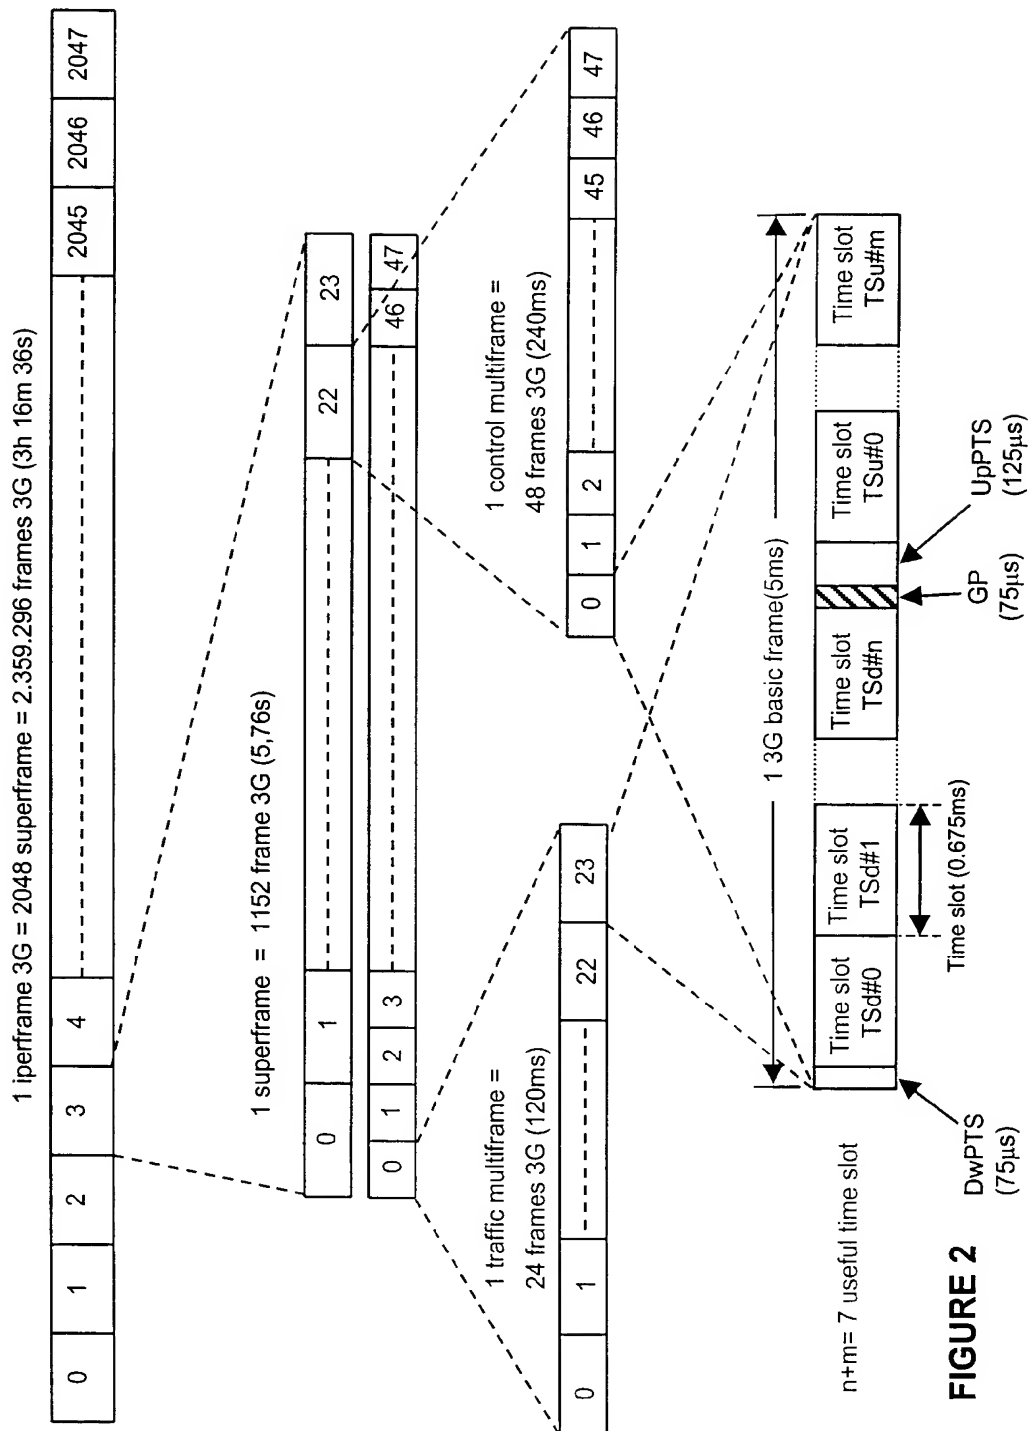 1 iperframe 3G = 2048 superframe = 2.359.296 frames 3G (3h 16m 36s)
0 1 2 3 4 2045 2046 2047
1 superframe = 1152 frame 3G (5,76s)
0 1 22 23
0 1 2 3 46 47
1 traffic multiframe =
24 frames 3G (120ms)
0 1 22 23
1 control multiframe =
48 frames 3G (240ms)
0 1 2 45 46 47
1 3G basic frame(5ms)
Time slot
TSd#0
Time slot
TSd#1
Time slot
TSd#n
Time slot
TSu#0
Time slot
TSu#m
Time slot (0.675ms)
DwPTS
(75µs)
GP
(75µs)
UpPTS
(125µs)
n+m= 7 useful time slot
FIGURE 2